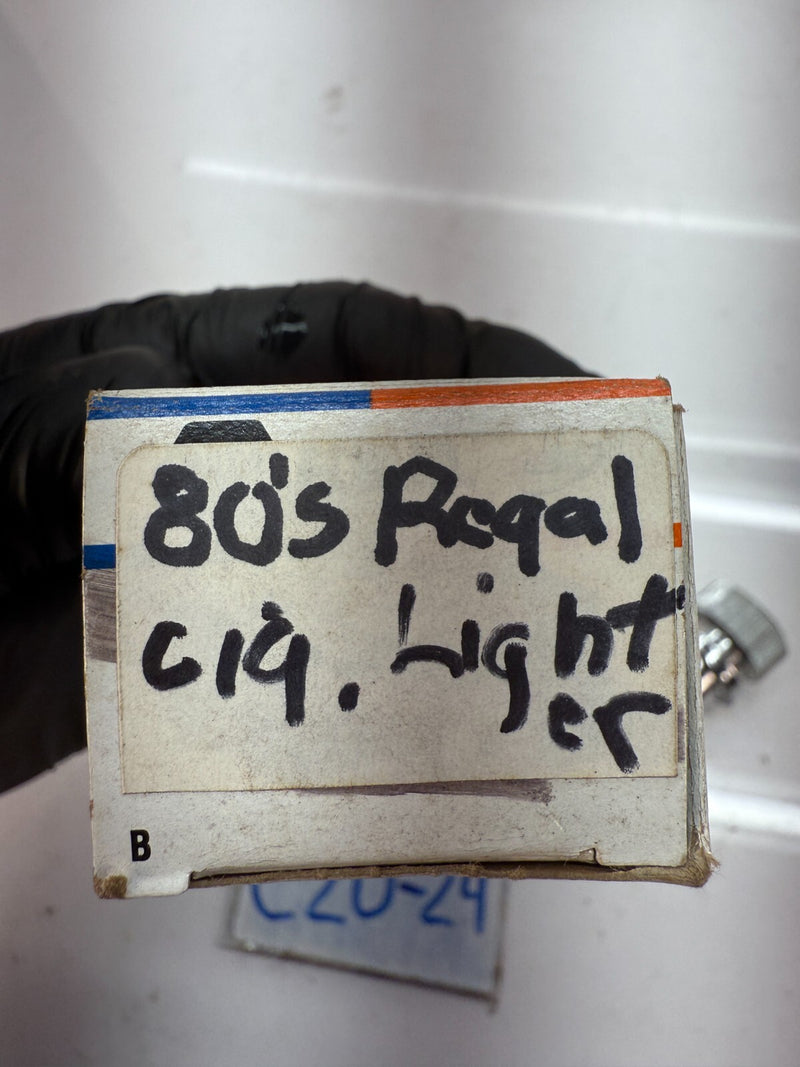 80's Regal
cig. Light
er
B
C20-24